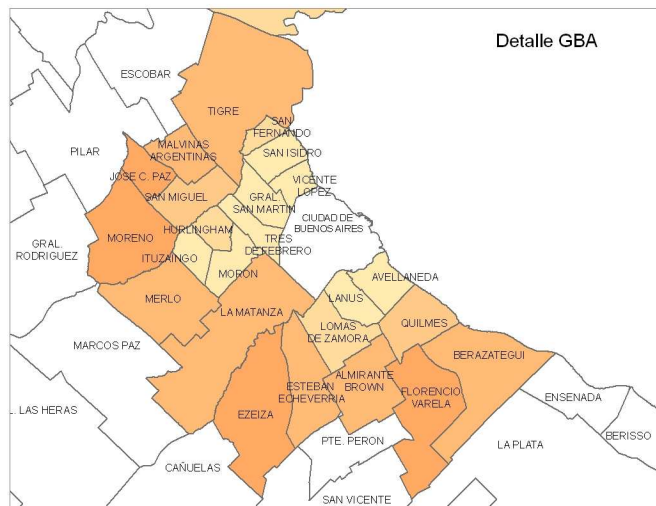 Detalle GBA
ESCOBAR
TIGRE
SAN
FERNANDO
MALVINAS
ARGENTINAS
PILAR
SAN ISIDRO
JOSE C. PAZ
VICENTE
LOPEZ
SAN MIGUEL
GRAL.
SAN MARTIN
CIUDAD DE
BUENOS AIRES
HURLINGHAM
MORENO
TRES
DE FEBRERO
GRAL.
RODRIGUEZ
ITUZAINGO
MORON
AVELLANEDA
MERLO
LANUS
LA MATANZA
QUILMES
LOMAS
DE ZAMORA
MARCOS PAZ
BERAZATEGUI
ALMIRANTE
BROWN
ESTEBAN
ECHEVERRIA
FLORENCIO
VARELA
ENSENADA
L. LAS HERAS
EZEIZA
BERISSO
PTE. PERON
LA PLATA
CAÑUELAS
SAN VICENTE